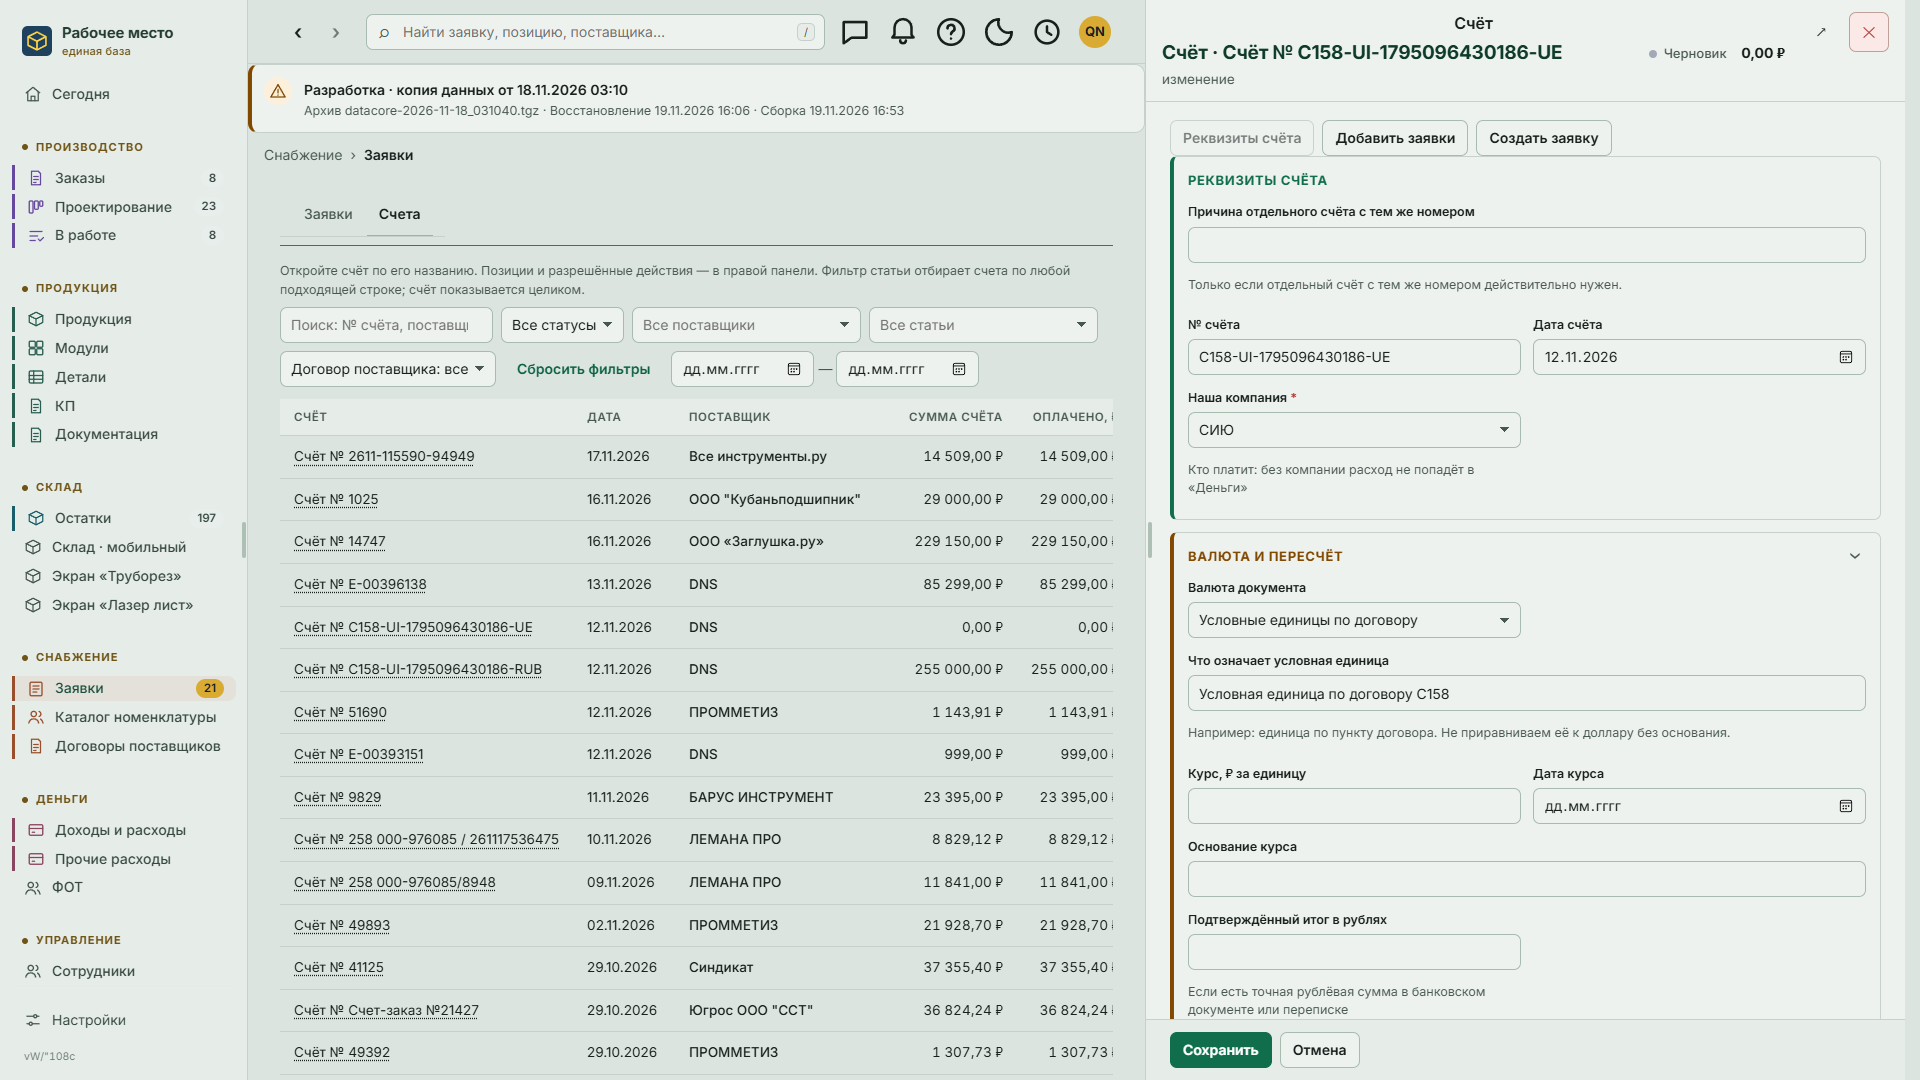 Рабочее место
единая база
Сегодня
ПРОИЗВОДСТВО
Заказы 8
Проектирование 23
В работе 8
ПРОДУКЦИЯ
Продукция
Модули
Детали
КП
Документация
СКЛАД
Остатки 197
Склад · мобильный
Экран «Труборез»
Экран «Лазер лист»
СНАБЖЕНИЕ
Заявки 21
Каталог номенклатуры
Договоры поставщиков
ДЕНЬГИ
Доходы и расходы
Прочие расходы
ФОТ
УПРАВЛЕНИЕ
Сотрудники
Настройки
vW/"108c
Найти заявку, позицию, поставщика... /
QN
Разработка · копия данных от 18.11.2026 03:10
Архив datacore-2026-11-18_031040.tgz · Восстановление 19.11.2026 16:06 · Сборка 19.11.2026 16:53
Снабжение › Заявки
Заявки Счета
Откройте счёт по его названию. Позиции и разрешённые действия — в правой панели. Фильтр статьи отбирает счета по любой
подходящей строке; счёт показывается целиком.
Поиск: № счёта, поставщи Все статусы Все поставщики Все статьи
Договор поставщика: все Сбросить фильтры дд.мм.гггг — дд.мм.гггг
СЧЁТ ДАТА ПОСТАВЩИК СУММА СЧЁТА ОПЛАЧЕНО,
Счёт № 2611-115590-94949 17.11.2026 Все инструменты.ру 14 509,00 ₽ 14 509,00
Счёт № 1025 16.11.2026 ООО "Кубаньподшипник" 29 000,00 ₽ 29 000,00
Счёт № 14747 16.11.2026 ООО «Заглушка.ру» 229 150,00 ₽ 229 150,00
Счёт № E-00396138 13.11.2026 DNS 85 299,00 ₽ 85 299,00
Счёт № C158-UI-1795096430186-UE 12.11.2026 DNS 0,00 ₽ 0,00
Счёт № C158-UI-1795096430186-RUB 12.11.2026 DNS 255 000,00 ₽ 255 000,00
Счёт № 51690 12.11.2026 ПРОММЕТИЗ 1 143,91 ₽ 1 143,91
Счёт № E-00393151 12.11.2026 DNS 999,00 ₽ 999,00
Счёт № 9829 11.11.2026 БАРУС ИНСТРУМЕНТ 23 395,00 ₽ 23 395,00
Счёт № 258 000-976085 / 261117536475 10.11.2026 ЛЕМАНА ПРО 8 829,12 ₽ 8 829,12
Счёт № 258 000-976085/8948 09.11.2026 ЛЕМАНА ПРО 11 841,00 ₽ 11 841,00
Счёт № 49893 02.11.2026 ПРОММЕТИЗ 21 928,70 ₽ 21 928,70
Счёт № 41125 29.10.2026 Синдикат 37 355,40 ₽ 37 355,40
Счёт № Счет-заказ №21427 29.10.2026 Югрос ООО "ССТ" 36 824,24 ₽ 36 824,24
Счёт № 49392 29.10.2026 ПРОММЕТИЗ 1 307,73 ₽ 1 307,73
Счёт
Счёт · Счёт № C158-UI-1795096430186-UE
Черновик 0,00 ₽
изменение
Реквизиты счёта Добавить заявки Создать заявку
РЕКВИЗИТЫ СЧЁТА
Причина отдельного счёта с тем же номером
Только если отдельный счёт с тем же номером действительно нужен.
№ счёта Дата счёта
C158-UI-1795096430186-UE 12.11.2026
Наша компания *
СИЮ
Кто платит: без компании расход не попадёт в
«Деньги»
ВАЛЮТА И ПЕРЕСЧЁТ
Валюта документа
Условные единицы по договору
Что означает условная единица
Условная единица по договору C158
Например: единица по пункту договора. Не приравниваем её к доллару без основания.
Курс, ₽ за единицу Дата курса
дд.мм.гггг
Основание курса
Подтверждённый итог в рублях
Если есть точная рублёвая сумма в банковском
документе или переписке
Сохранить Отмена